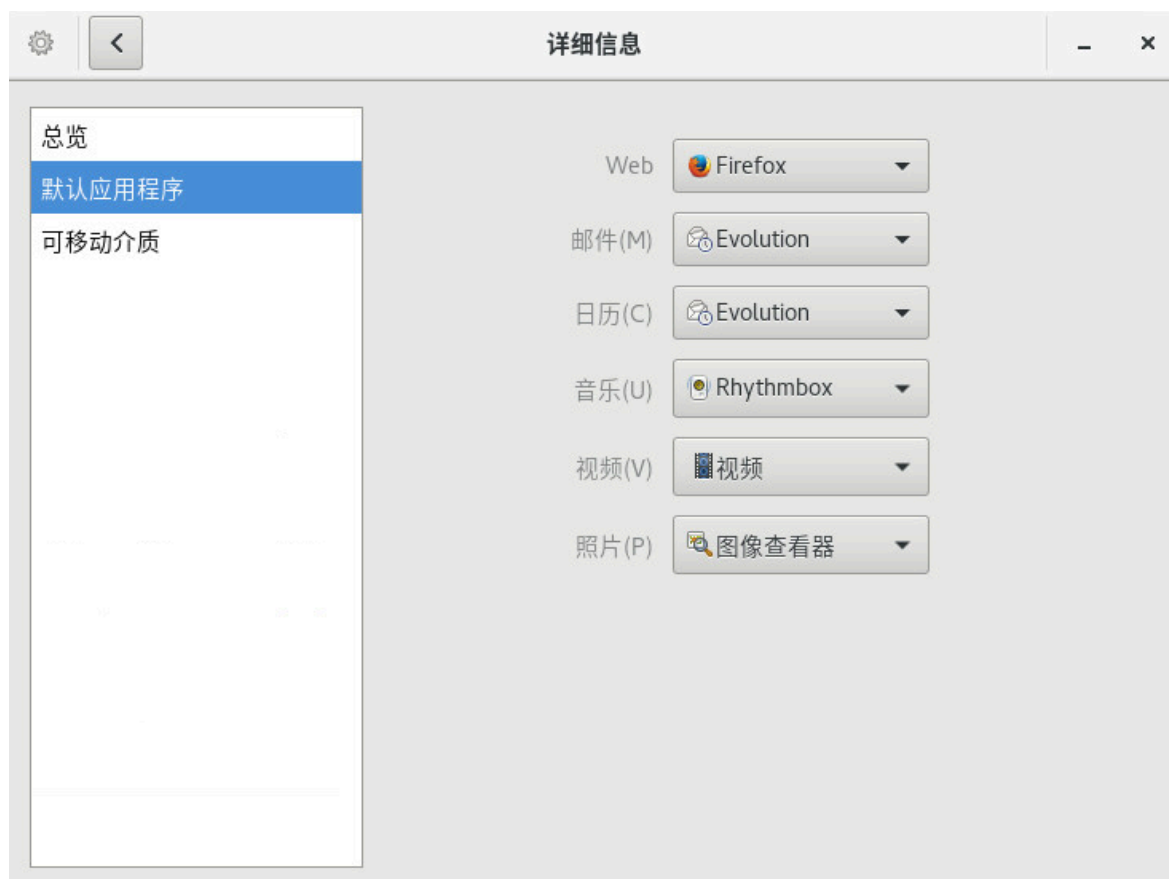 详细信息
总览
默认应用程序
可移动介质
Web Firefox
邮件(M) Evolution
日历(C) Evolution
音乐(U) Rhythmbox
视频(V) 视频
照片(P) 图像查看器